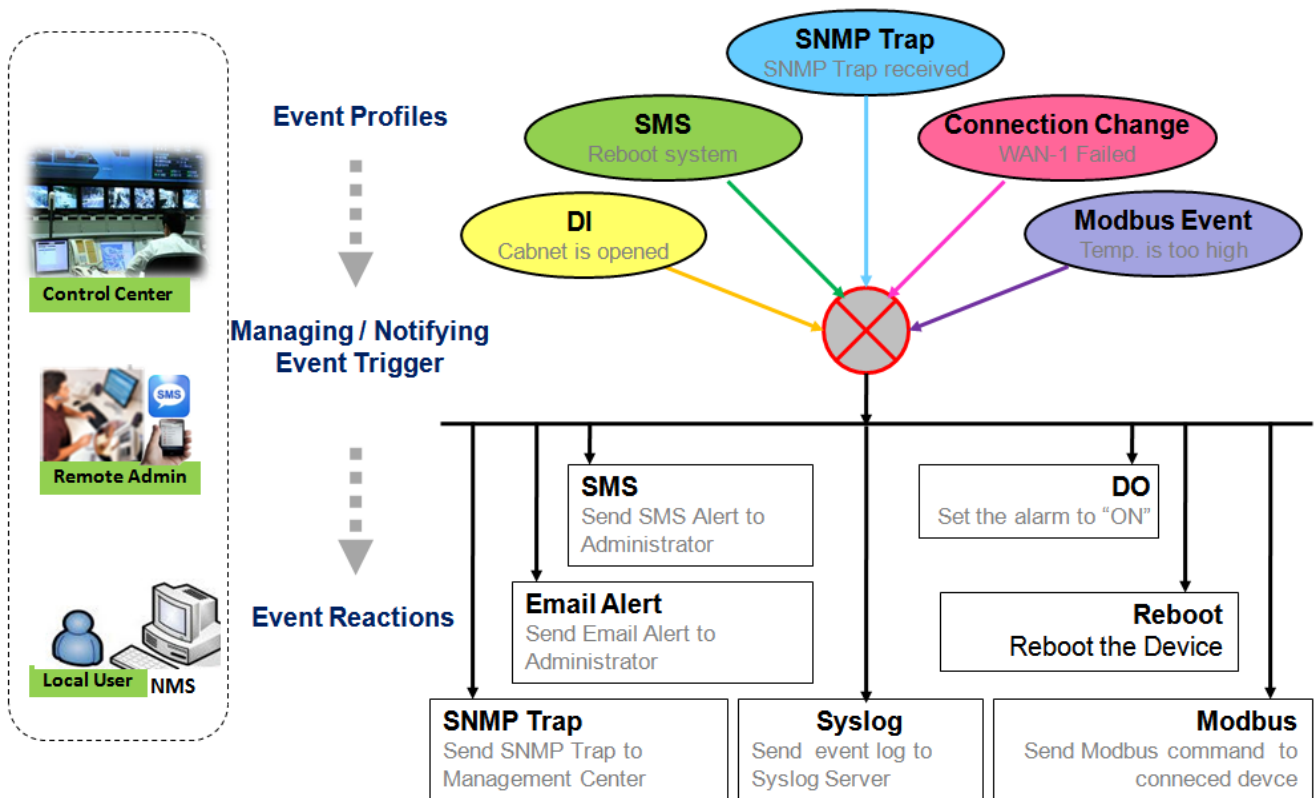 SNMP Trap
SNMP Trap received
Event Profiles
SMS
Reboot system
Connection Change
WAN-1 Failed
DI
Cabnet is opened
Modbus Event
Temp. is too high
Control Center
Managing / Notifying
Event Trigger
SMS
Remote Admin
SMS
Send SMS Alert to
Administrator
DO
Set the alarm to “ON”
Event Reactions
Email Alert
Send Email Alert to
Administrator
Reboot
Reboot the Device
Local User
NMS
SNMP Trap
Send SNMP Trap to
Management Center
Syslog
Send event log to
Syslog Server
Modbus
Send Modbus command to
conneced devce